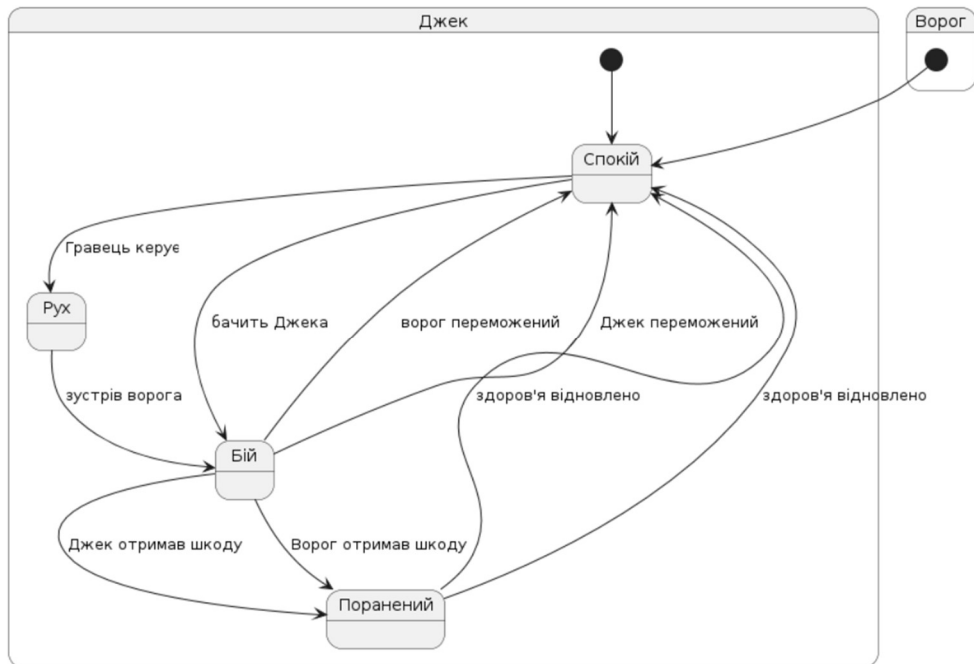 Джек
Ворог
Спокій
Гравець керує
Рух
бачить Джека
ворог переможений
Джек переможений
зустрів ворога
здоров'я відновлено
здоров'я відновлено
Бій
Джек отримав шкоду
Ворог отримав шкоду
Поранений